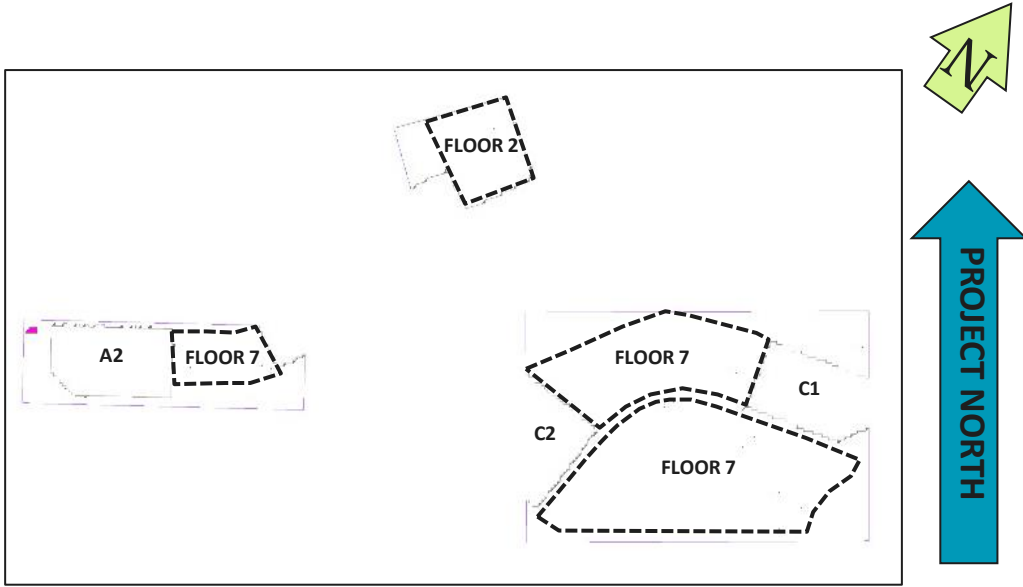 N
FLOOR 2
PROJECT NORTH
A2
FLOOR 7
FLOOR 7
C1
C2
FLOOR 7